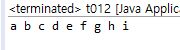 <terminated> t012 [Java Applic
a b c d e f g h i